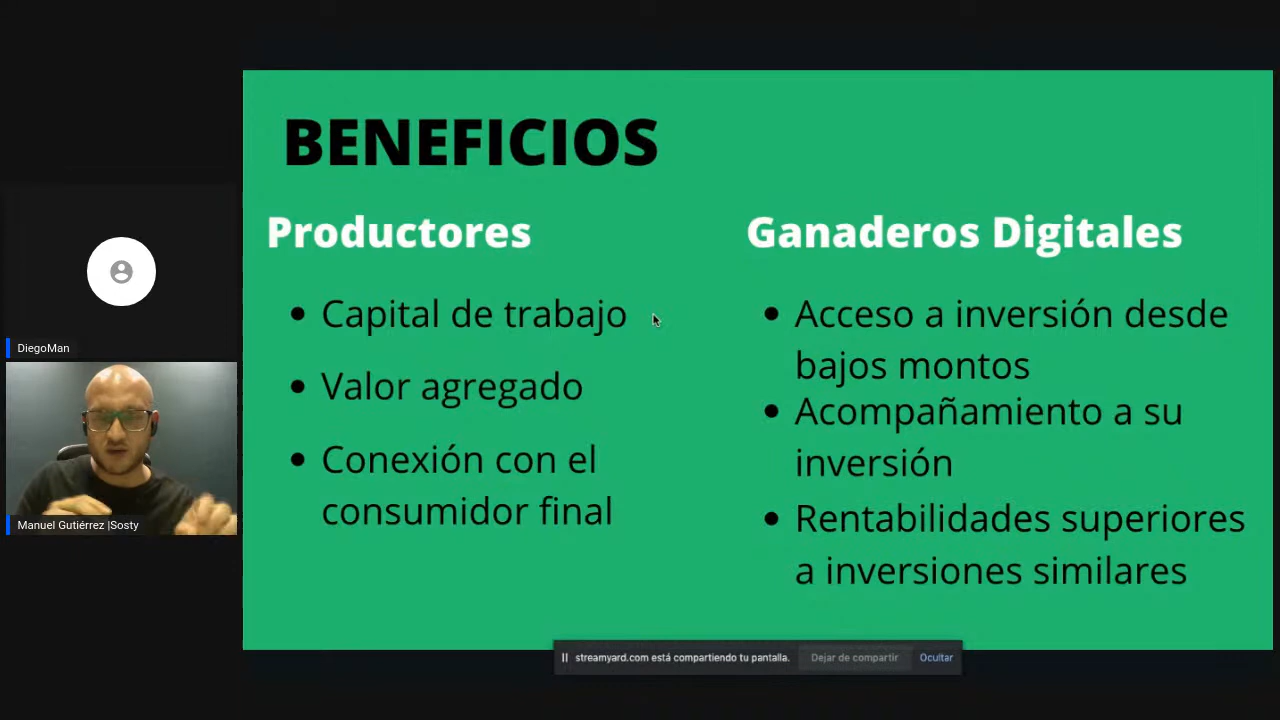 BENEFICIOS
Productores
• Capital de trabajo
• Valor agregado
• Conexión con el
consumidor final
Ganaderos Digitales
• Acceso a inversión desde
bajos montos
• Acompañamiento a su
inversión
• Rentabilidades superiores
a inversiones similares
DiegoMan
Manuel Gutiérrez |Sosty
streamyard.com está compartiendo tu pantalla.
Dejar de compartir
Ocultar